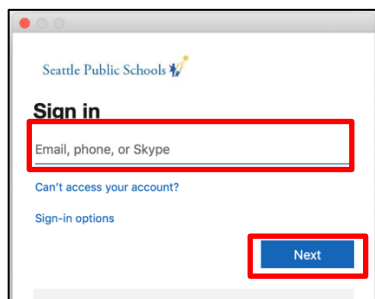 Seattle Public Schools
Sign in
Email, phone, or Skype
Can't access your account?
Sign-in options
Next